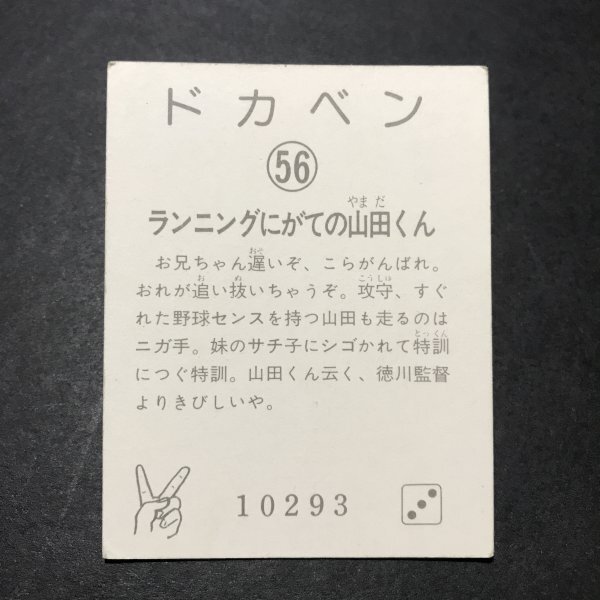 ドカベン
56
ランニングにがての山田くん
お兄ちゃん遅いぞ、こらがんばれ。
おれが追い抜いちゃうぞ。攻守、すぐ
れた野球センスを持つ山田も走るのは
ニガ手。妹のサチ子にシゴかれて特訓
につぐ特訓。山田くん云く、徳川監督
よりきびしいや。
10293